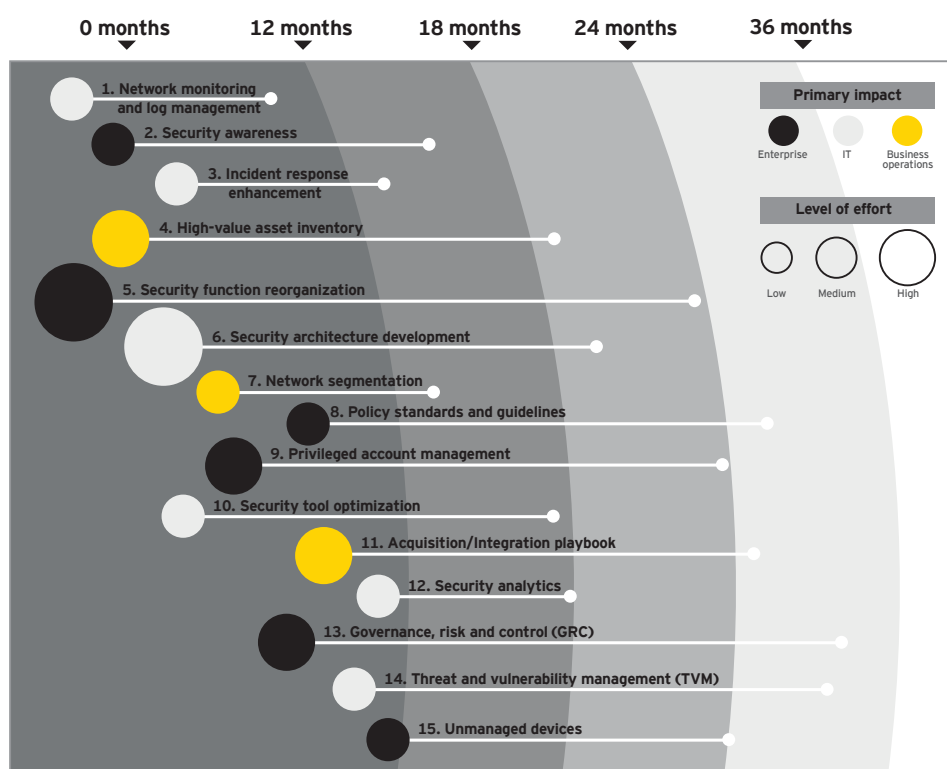 0 months
12 months
18 months
24 months
36 months
1. Network monitoring
and log management
2. Security awareness
3. Incident response
enhancement
4. High-value asset inventory
5. Security function reorganization
6. Security architecture development
7. Network segmentation
8. Policy standards and guidelines
9. Privileged account management
10. Security tool optimization
11. Acquisition/Integration playbook
12. Security analytics
13. Governance, risk and control (GRC)
14. Threat and vulnerability management (TVM)
15. Unmanaged devices
Primary impact
Enterprise
IT
Business
operations
Level of effort
Low
Medium
High